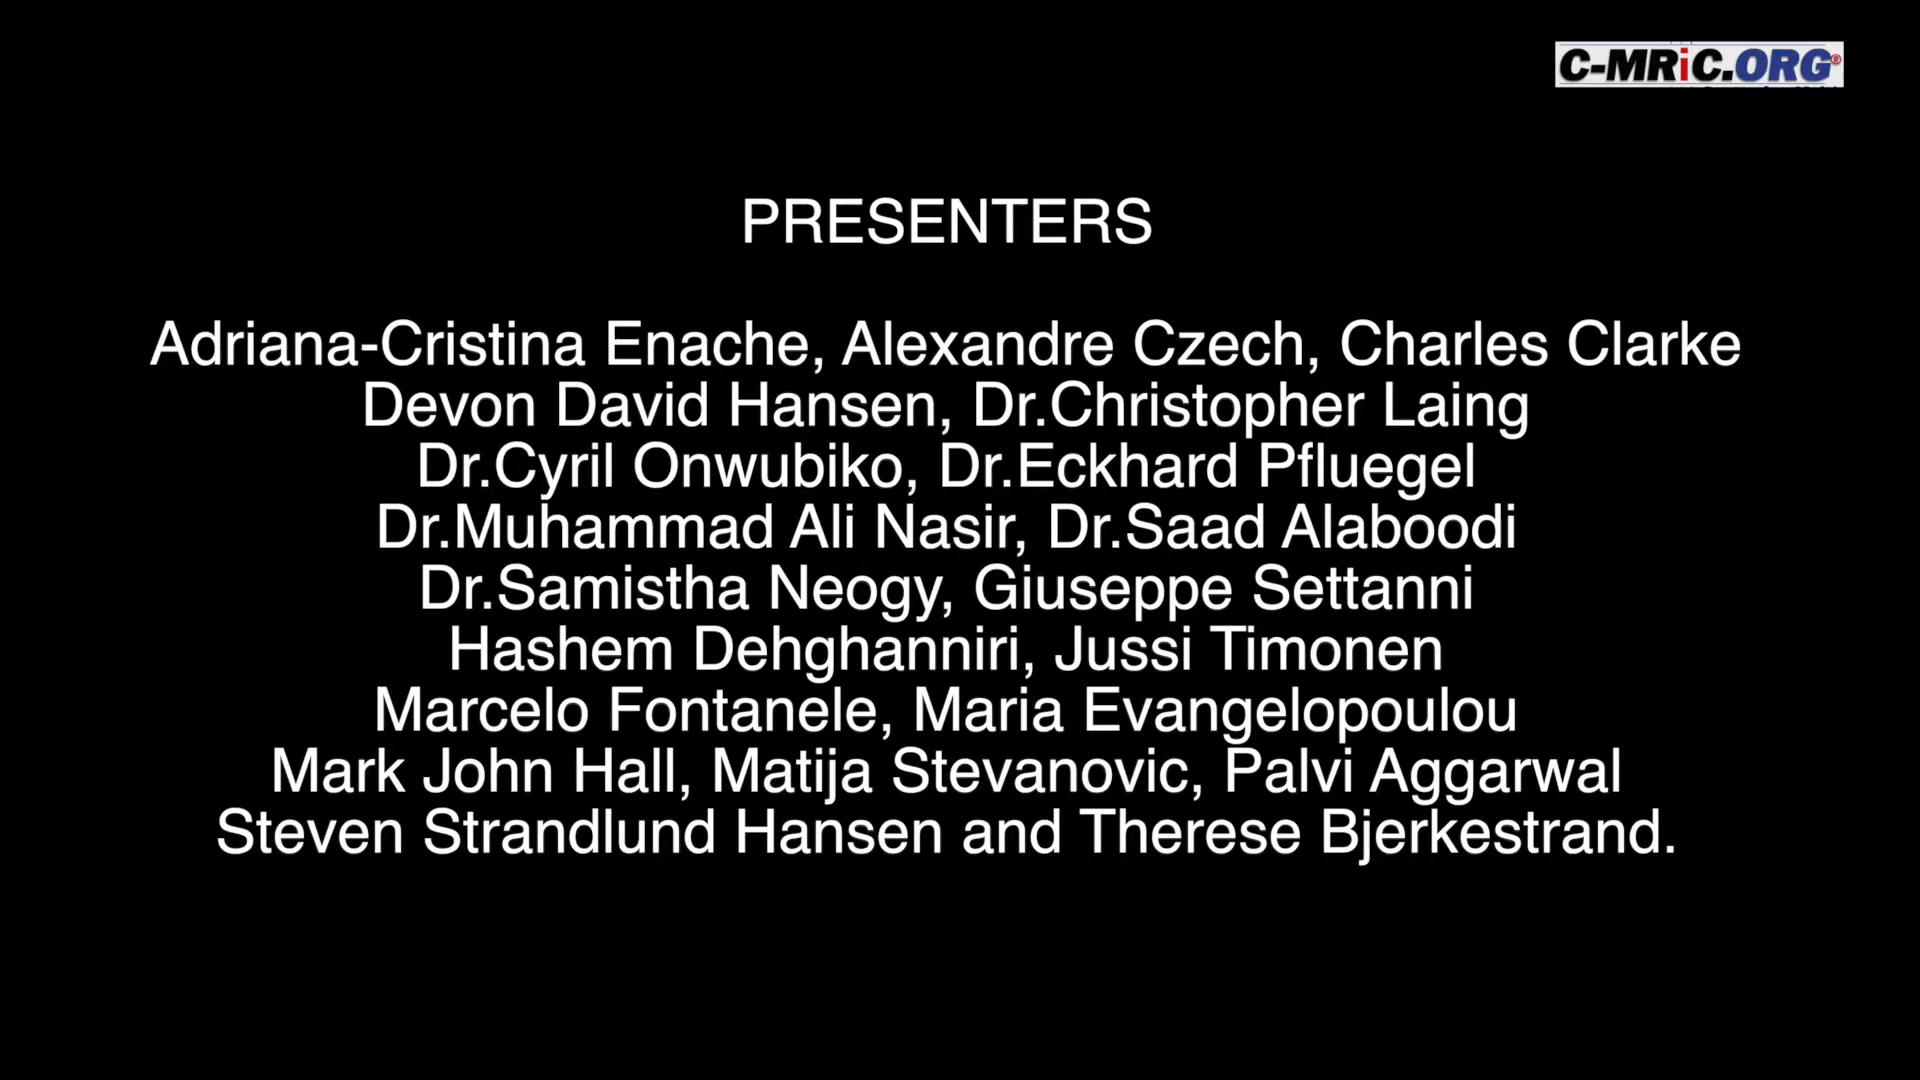 C-MRiC.ORG®
PRESENTERS
Adriana-Cristina Enache, Alexandre Czech, Charles Clarke
Devon David Hansen, Dr.Christopher Laing
Dr.Cyril Onwubiko, Dr.Eckhard Pfluegel
Dr.Muhammad Ali Nasir, Dr.Saad Alaboodi
Dr.Samistha Neogy, Giuseppe Settanni
Hashem Dehghanniri, Jussi Timonen
Marcelo Fontanele, Maria Evangelopoulou
Mark John Hall, Matija Stevanovic, Palvi Aggarwal
Steven Strandlund Hansen and Therese Bjerkestrand.